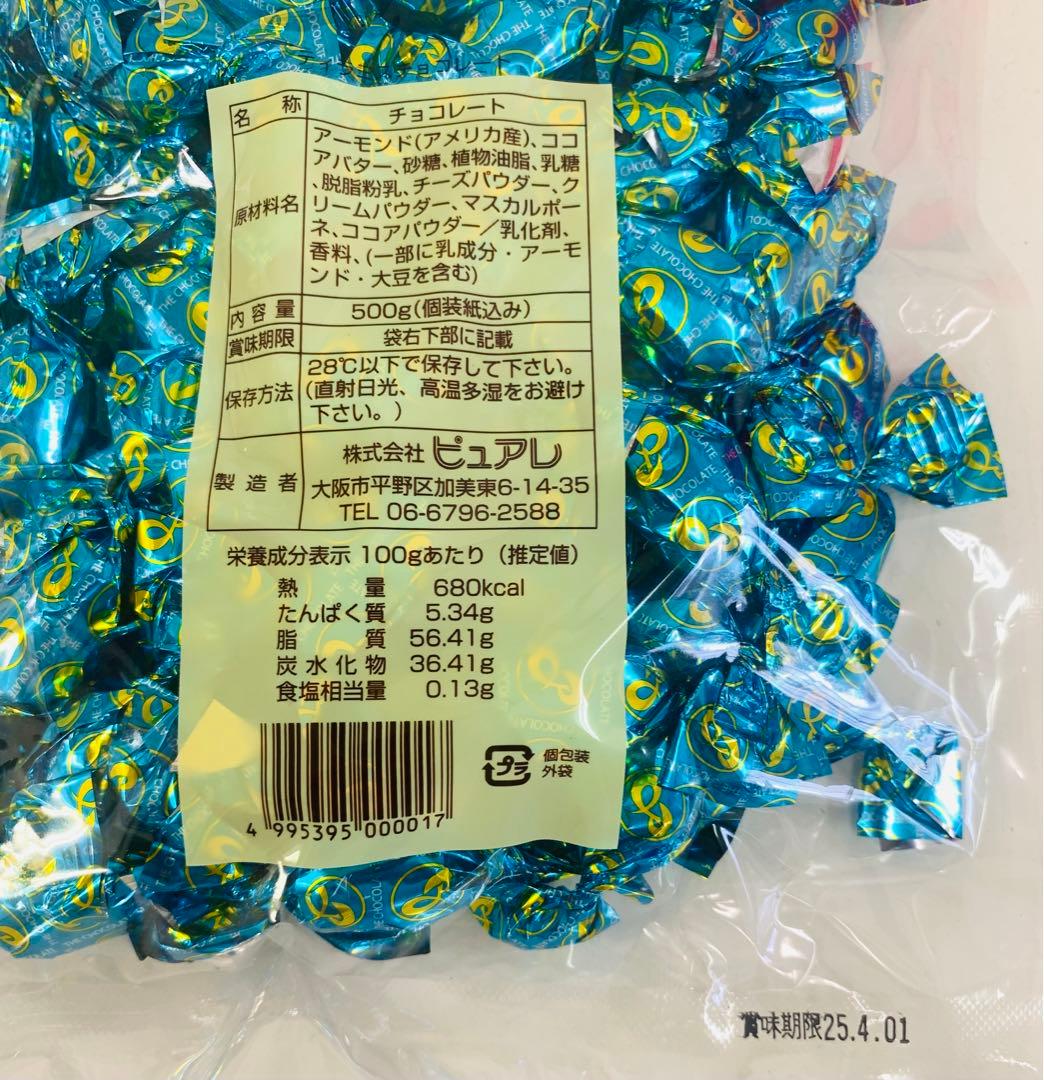 名称 チョコレート
原材料名 アーモンド(アメリカ産)、ココ
アバター、砂糖、植物油脂、乳糖
、脱脂粉乳、チーズパウダー、ク
リームパウダー、マスカルポー
ネ、ココアパウダー/乳化剤、
香料、(一部に乳成分・アーモ
ンド・大豆を含む)
内容量 500g(個装紙込み)
賞味期限 袋右下部に記載
保存方法 28℃以下で保存して下さい。
(直射日光、高温多湿をお避け
下さい。)
製造者 株式会社 ピュアレ
大阪市平野区加美東6-14-35
TEL 06-6796-2588
栄養成分表示 100gあたり(推定値)
熱量 680kcal
たんぱく質 5.34g
脂質 56.41g
炭水化物 36.41g
食塩相当量 0.13g
4 995395 000017
プラ 個包装
外袋
賞味期限25.4.01
THE CHOCOLATE